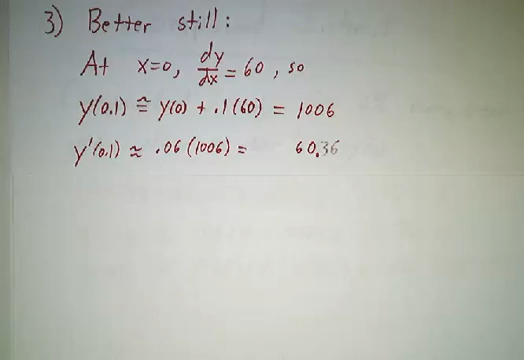 3) Better still:
At x=0, dy/dx = 60, so
y(0.1) ≅ y(0) + .1(60) = 1006
y'(0.1) ≈ .06(1006) = 60.36